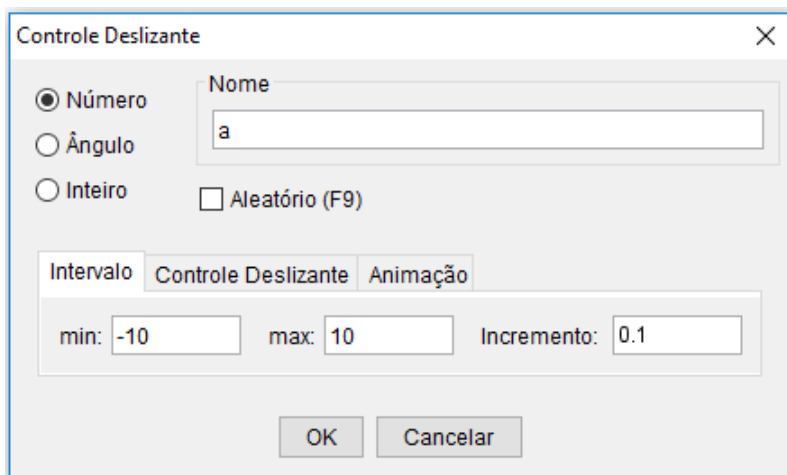 Controle Deslizante
Número
Nome
a
Ângulo
Inteiro
Aleatório (F9)
Intervalo Controle Deslizante Animação
min: -10 max: 10 Incremento: 0.1
OK Cancelar